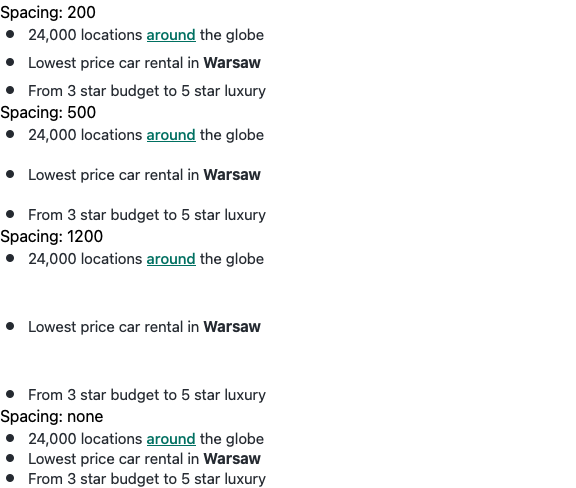 Spacing: 200
• 24,000 locations around the globe
• Lowest price car rental in Warsaw
• From 3 star budget to 5 star luxury
Spacing: 500
• 24,000 locations around the globe
• Lowest price car rental in Warsaw
• From 3 star budget to 5 star luxury
Spacing: 1200
• 24,000 locations around the globe
• Lowest price car rental in Warsaw
• From 3 star budget to 5 star luxury
Spacing: none
• 24,000 locations around the globe
• Lowest price car rental in Warsaw
• From 3 star budget to 5 star luxury